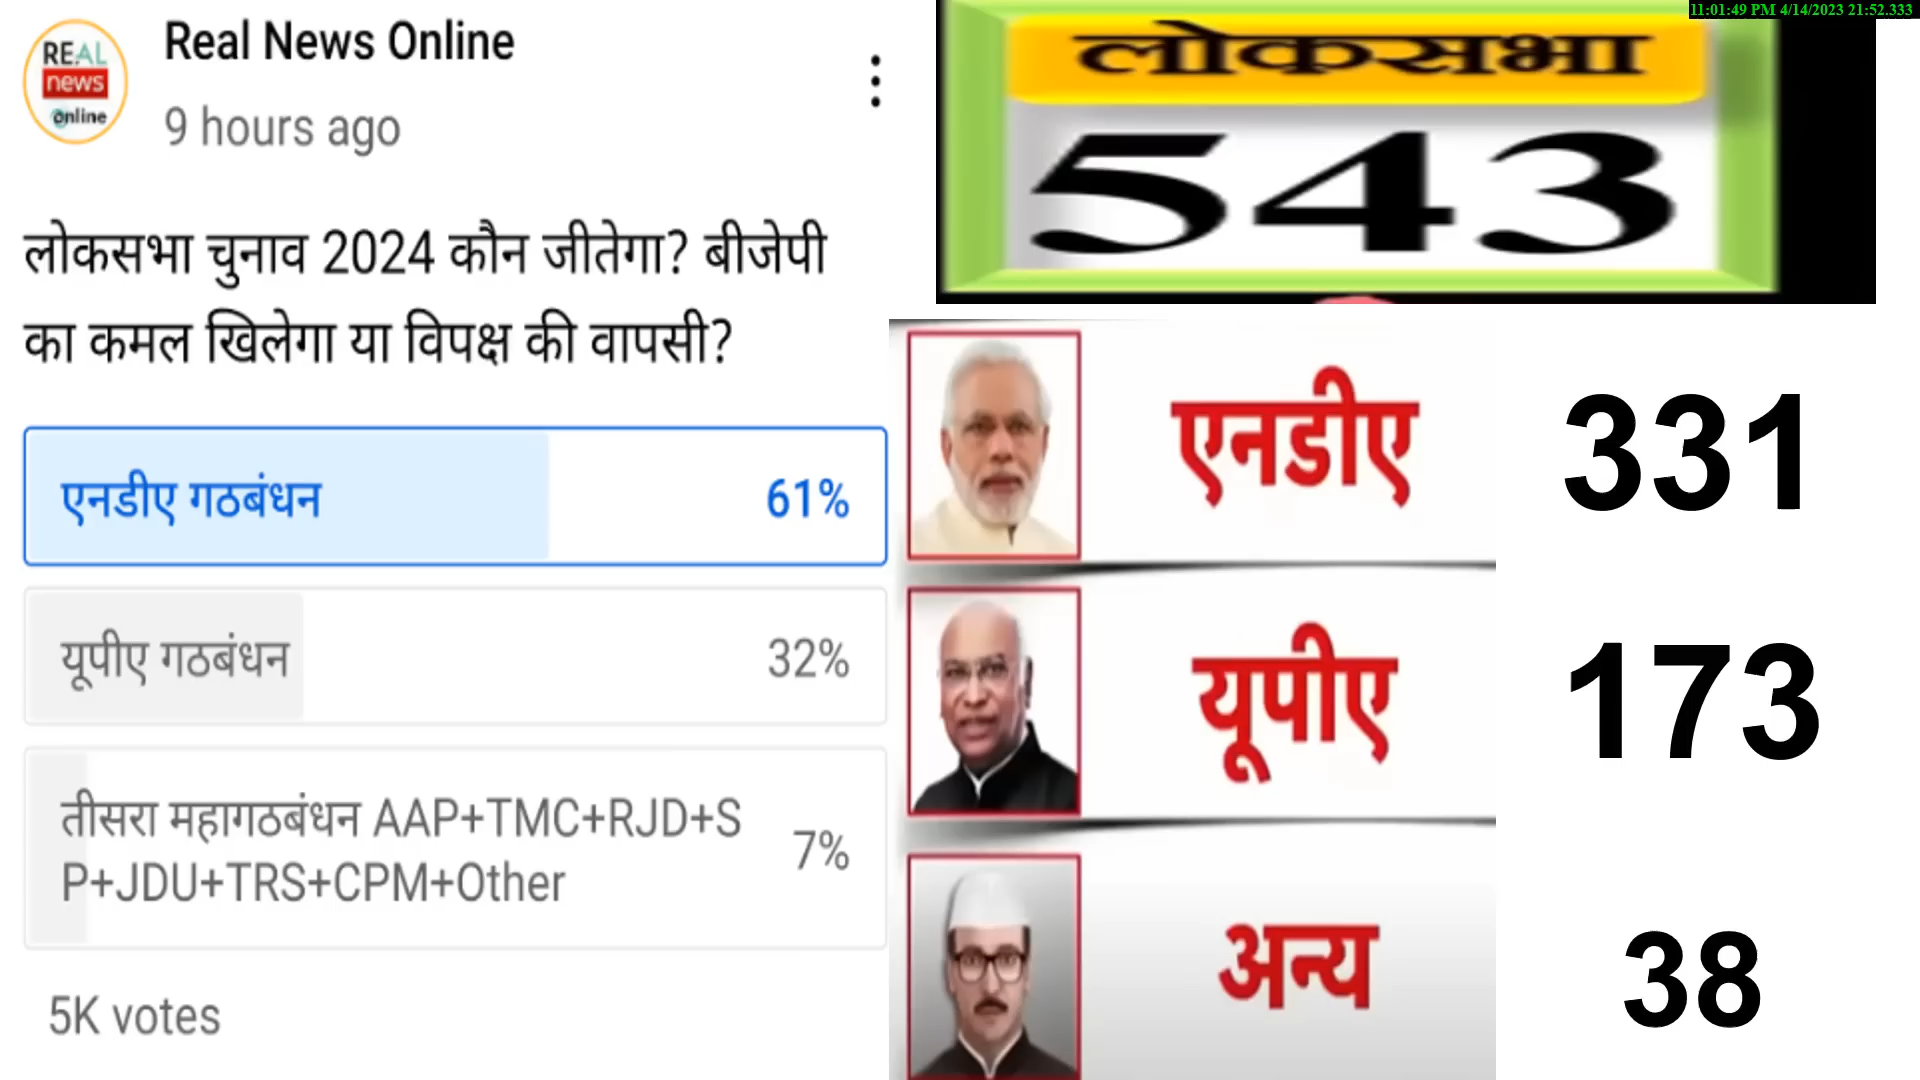 11:01:49 PM 4/14/2023 21:52.333
REAL
news
online
Real News Online
9 hours ago
लोकसभा चुनाव 2024 कौन जीतेगा? बीजेपी
का कमल खिलेगा या विपक्ष की वापसी?
एनडीए गठबंधन 61%
यूपीए गठबंधन 32%
तीसरा महागठबंधन AAP+TMC+RJD+S
P+JDU+TRS+CPM+Other
7%
5K votes
लोकसभा
543
एनडीए 331
यूपीए 173
अन्य 38